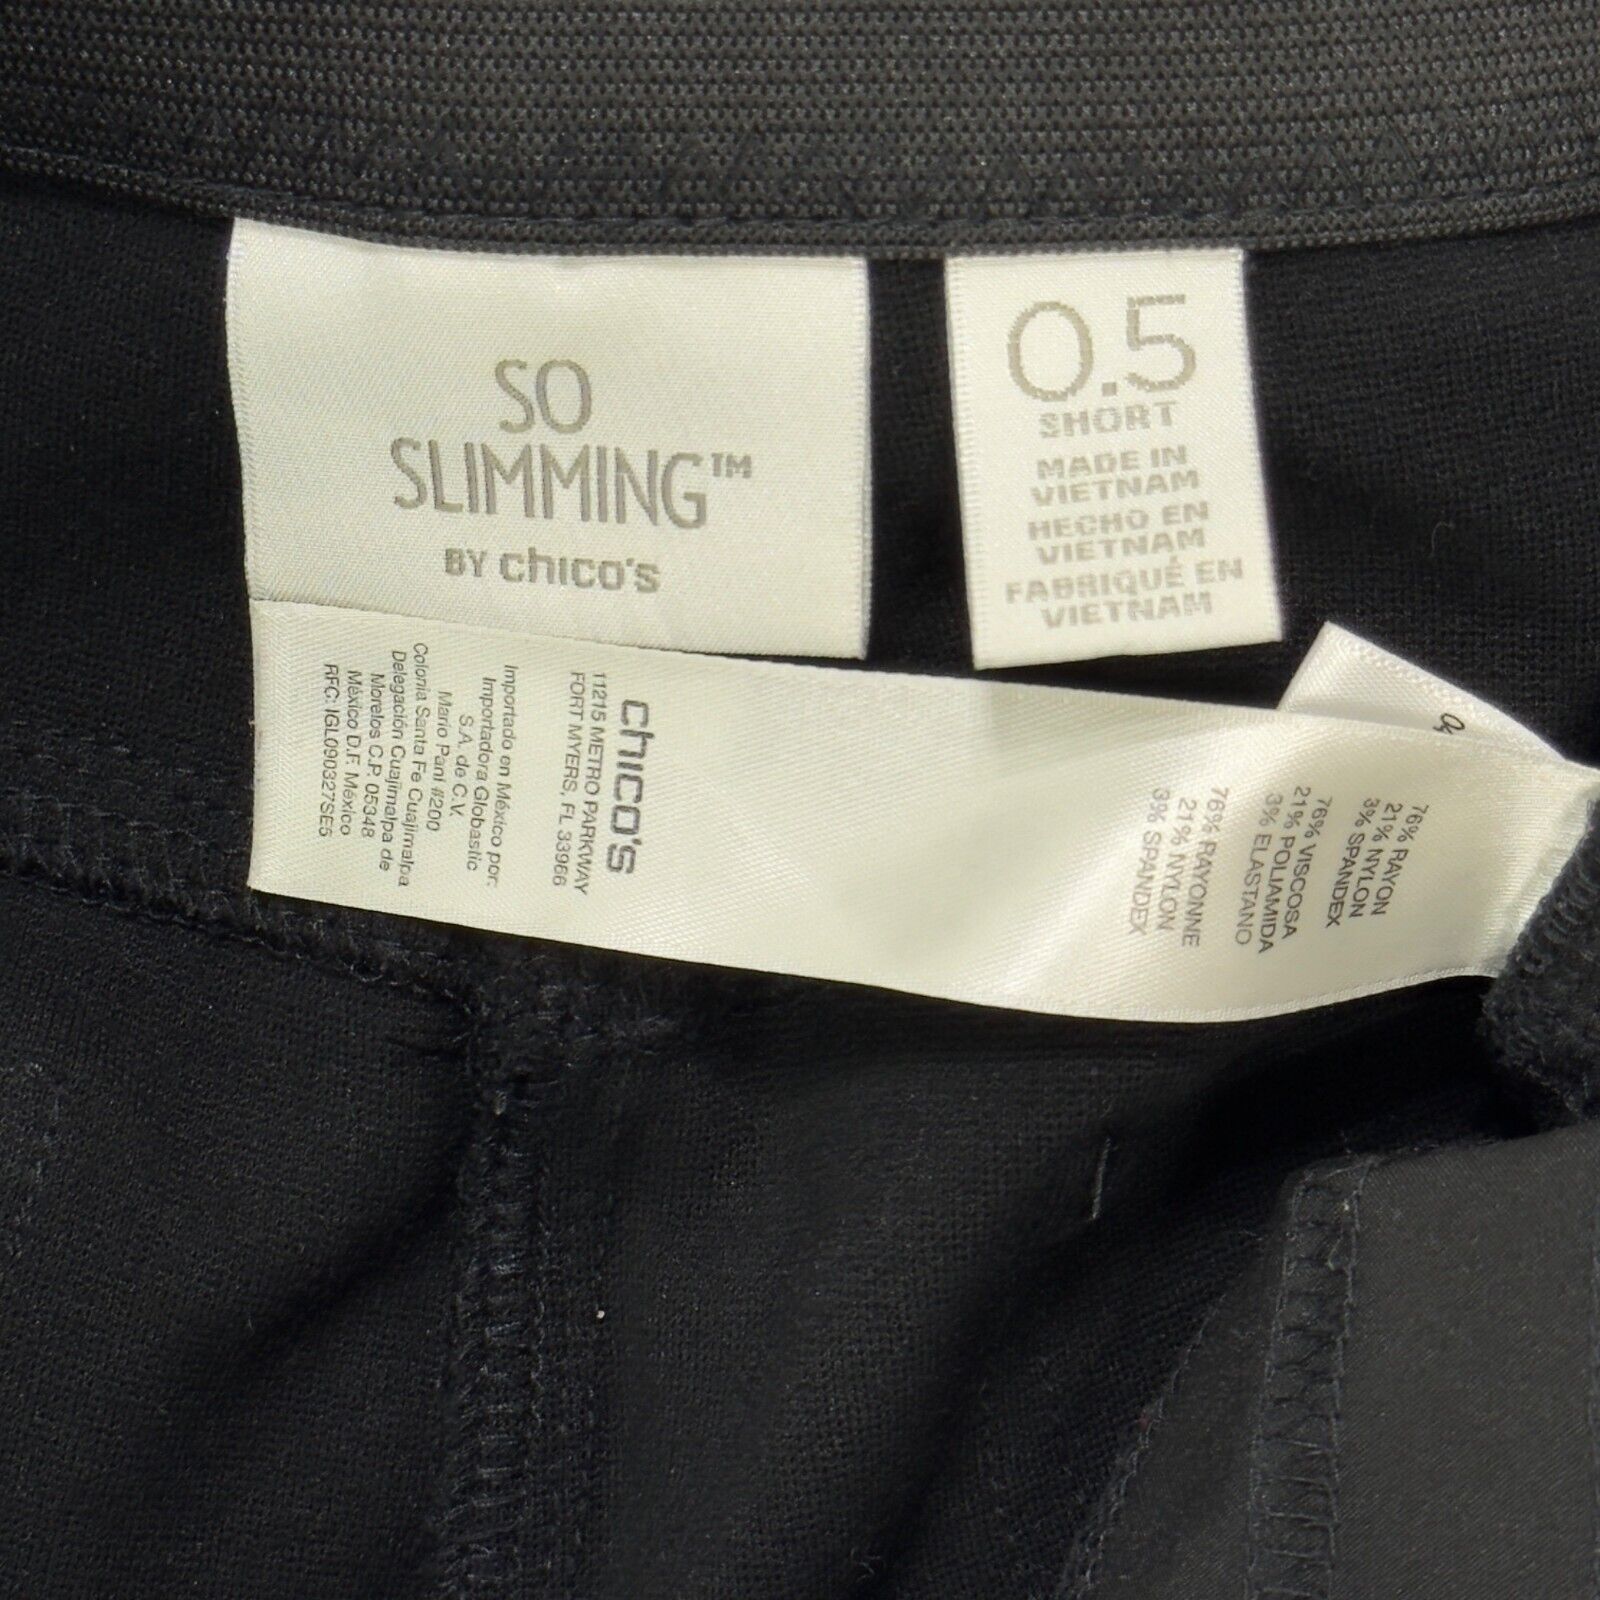 SO
SLIMMING™
BY chico's
0.5
SHORT
MADE IN
VIETNAM
HECHO EN
VIETNAM
FABRIQUÉ EN
VIETNAM
chico's
11215 METRO PARKWAY
FORT MYERS, FL 33966
Importado en México por:
Importadora Globastic
S.A. de C.V.
Mario Pani #200
Colonia Santa Fe Cuajimalpa
Delegación Cuajimalpa de
Morelos C.P. 05348
México D.F. México
RFC: IGL090327SE5
76% RAYON
21% NYLON
3% SPANDEX
76% VISCOSA
21% POLIAMIDA
3% ELASTANO
76% RAYONNE
21% NYLON
3% SPANDEX